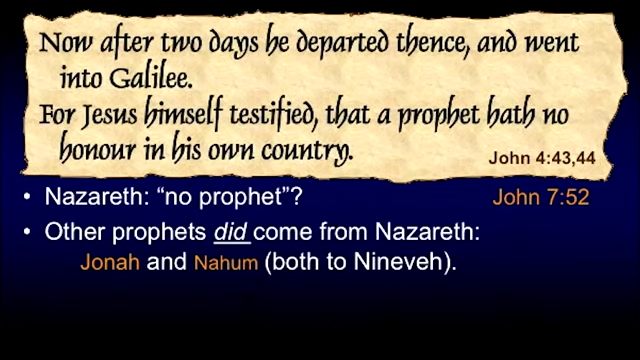 Now after two days he departed thence, and went
into Galilee.
For Jesus himself testified, that a prophet hath no
honour in his own country.
John 4:43,44
• Nazareth: “no prophet”? John 7:52
• Other prophets did come from Nazareth:
Jonah and Nahum (both to Nineveh).